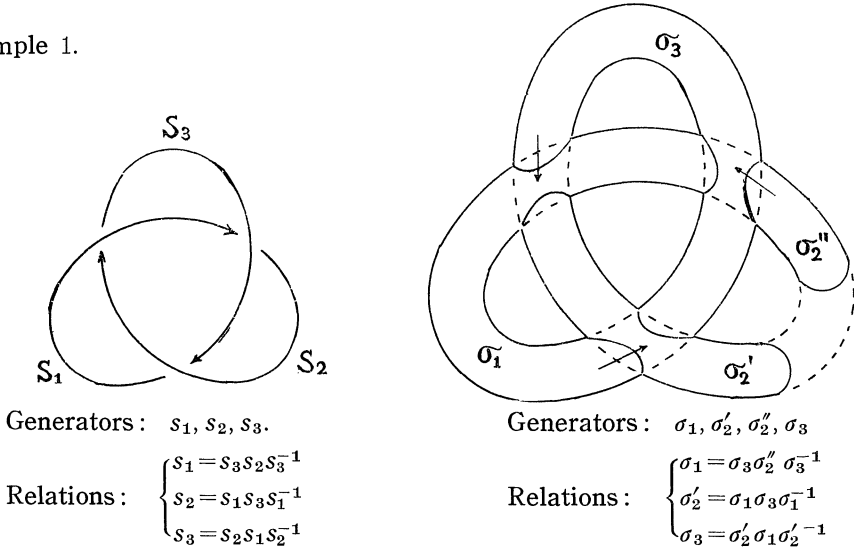 mple 1.
S₃
S₁
S₂
Generators: s₁, s₂, s₃.
Relations:
s₁=s₃s₂s₃⁻¹
s₂=s₁s₃s₁⁻¹
s₃=s₂s₁s₂⁻¹
σ₃
σ₂″
σ₁
σ₂′
Generators: σ₁, σ₂′, σ₂″, σ₃
Relations:
σ₁=σ₃σ₂″ σ₃⁻¹
σ₂′=σ₁σ₃σ₁⁻¹
σ₃=σ₂′σ₁σ₂′⁻¹